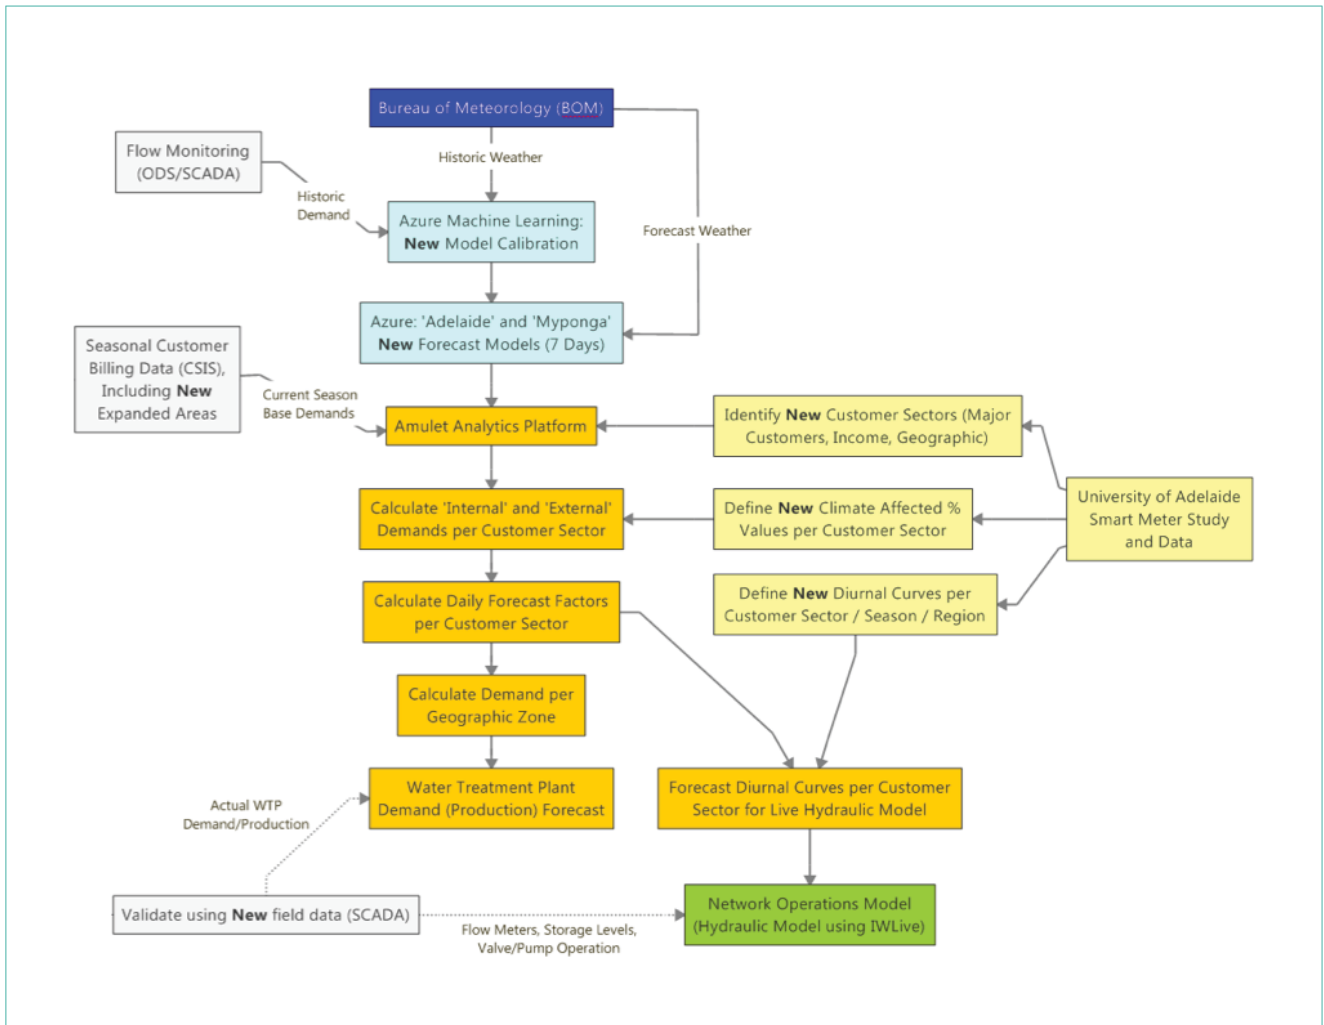 Bureau of Meteorology (BOM)
Flow Monitoring
(ODS/SCADA)
Historic Weather
Historic
Demand
Azure Machine Learning:
New Model Calibration
Forecast Weather
Azure: 'Adelaide' and 'Myponga'
New Forecast Models (7 Days)
Seasonal Customer
Billing Data (CSIS),
Including New
Expanded Areas
Current Season
Base Demands
Amulet Analytics Platform
Identify New Customer Sectors (Major
Customers, Income, Geographic)
Calculate 'Internal' and 'External'
Demands per Customer Sector
Define New Climate Affected %
Values per Customer Sector
University of Adelaide
Smart Meter Study
and Data
Calculate Daily Forecast Factors
per Customer Sector
Define New Diurnal Curves per
Customer Sector / Season / Region
Calculate Demand per
Geographic Zone
Water Treatment Plant
Demand (Production) Forecast
Forecast Diurnal Curves per Customer
Sector for Live Hydraulic Model
Actual WTP
Demand/Production
Validate using New field data (SCADA)
Flow Meters, Storage Levels,
Valve/Pump Operation
Network Operations Model
(Hydraulic Model using IWLive)